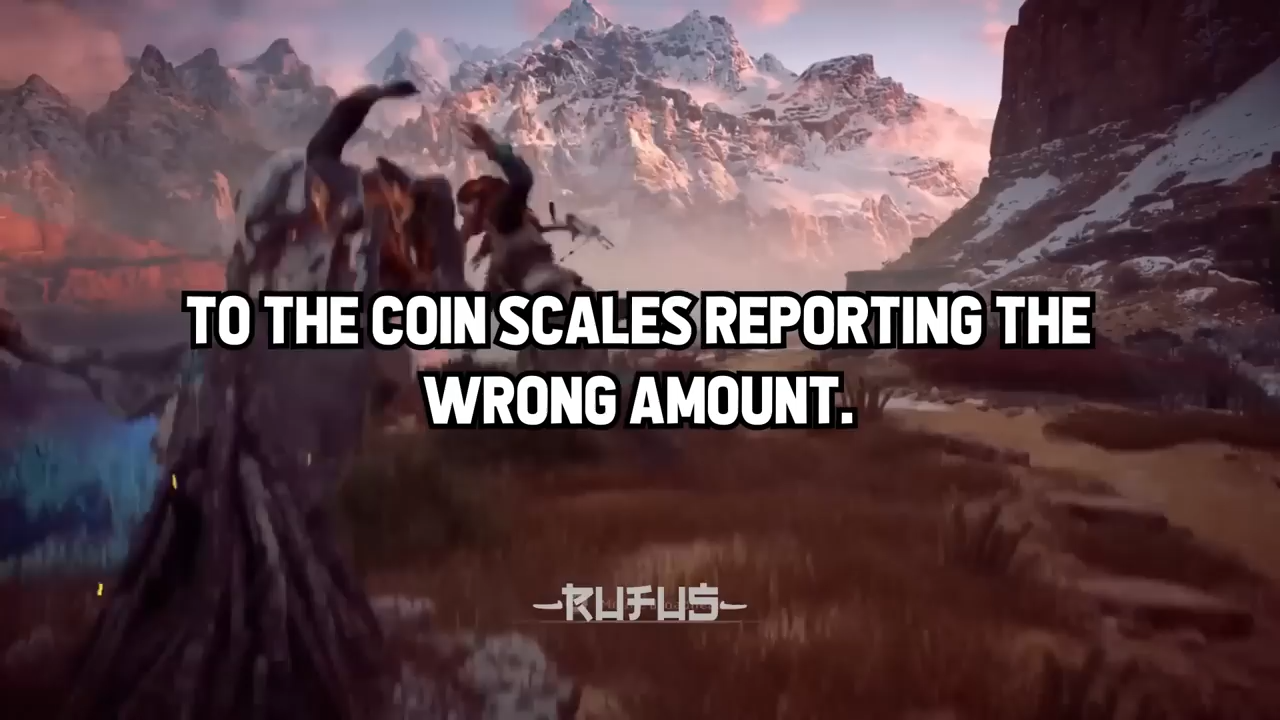 TO THE COIN SCALES REPORTING THE
WRONG AMOUNT.
RUFUS